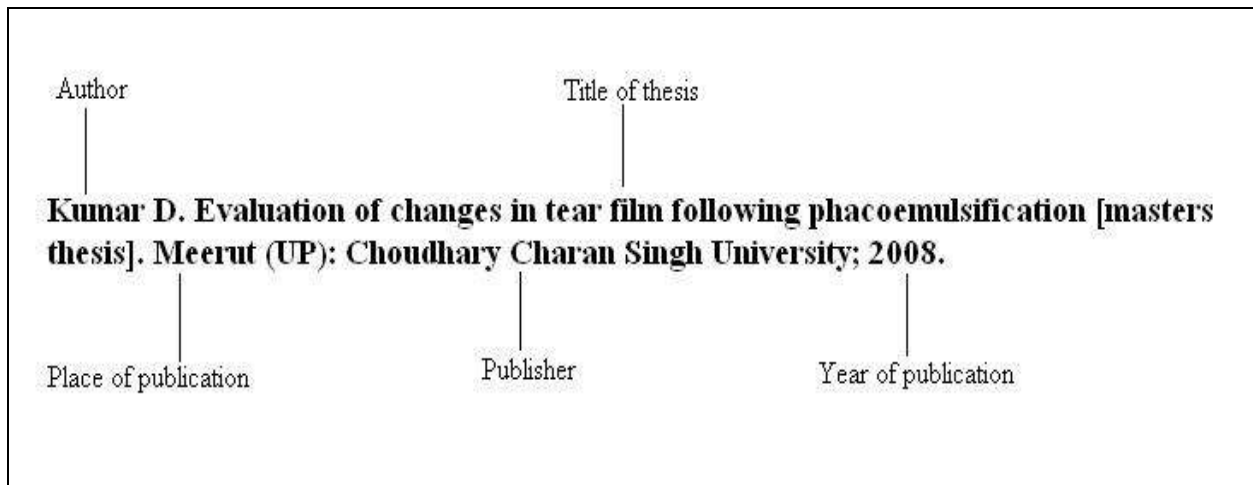 Author
Title of thesis
Kumar D. Evaluation of changes in tear film following phacoemulsification [masters
thesis]. Meerut (UP): Choudhary Charan Singh University; 2008.
Place of publication
Publisher
Year of publication